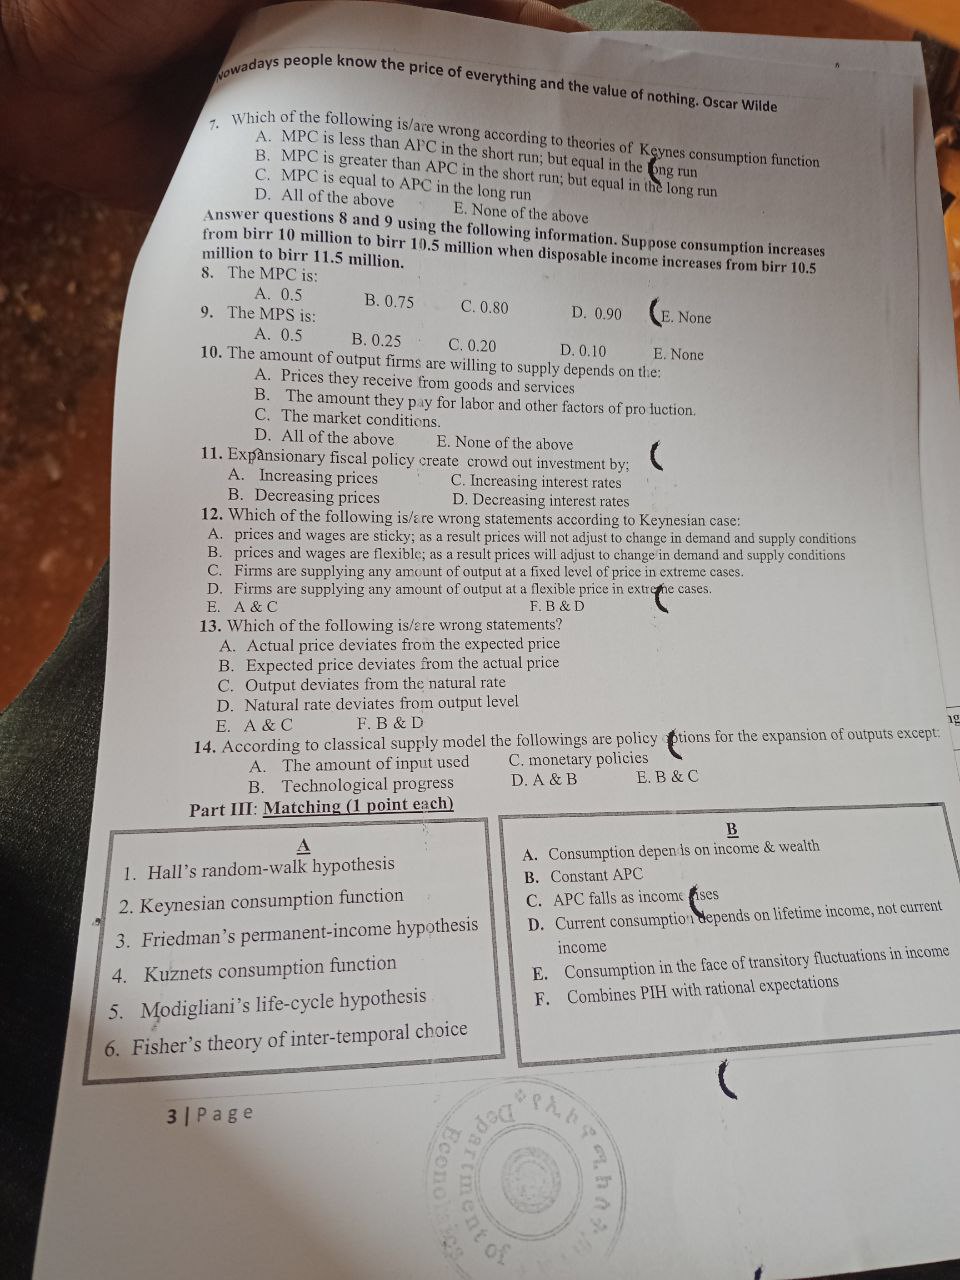 Nowadays people know the price of everything and the value of nothing. Oscar Wilde
7. Which of the following is/are wrong according to theories of Keynes consumption function
A. MPC is less than APC in the short run; but equal in the long run
B. MPC is greater than APC in the short run; but equal in the long run
C. MPC is equal to APC in the long run
D. All of the above E. None of the above
Answer questions 8 and 9 using the following information. Suppose consumption increases
from birr 10 million to birr 10.5 million when disposable income increases from birr 10.5
million to birr 11.5 million.
8. The MPC is:
A. 0.5 B. 0.75 C. 0.80 D. 0.90 E. None
9. The MPS is:
A. 0.5 B. 0.25 C. 0.20 D. 0.10 E. None
10. The amount of output firms are willing to supply depends on the:
A. Prices they receive from goods and services
B. The amount they pay for labor and other factors of production.
C. The market conditions.
D. All of the above E. None of the above
11. Expansionary fiscal policy create crowd out investment by;
A. Increasing prices C. Increasing interest rates
B. Decreasing prices D. Decreasing interest rates
12. Which of the following is/are wrong statements according to Keynesian case:
A. prices and wages are sticky; as a result prices will not adjust to change in demand and supply conditions
B. prices and wages are flexible; as a result prices will adjust to change in demand and supply conditions
C. Firms are supplying any amount of output at a fixed level of price in extreme cases.
D. Firms are supplying any amount of output at a flexible price in extreme cases.
E. A & C F. B & D
13. Which of the following is/are wrong statements?
A. Actual price deviates from the expected price
B. Expected price deviates from the actual price
C. Output deviates from the natural rate
D. Natural rate deviates from output level
E. A & C F. B & D
14. According to classical supply model the followings are policy options for the expansion of outputs except:
A. The amount of input used C. monetary policies
B. Technological progress D. A & B E. B & C
Part III: Matching (1 point each)
A
1. Hall's random-walk hypothesis
2. Keynesian consumption function
3. Friedman's permanent-income hypothesis
4. Kuznets consumption function
5. Modigliani's life-cycle hypothesis
6. Fisher's theory of inter-temporal choice
B
A. Consumption depends on income & wealth
B. Constant APC
C. APC falls as income rises
D. Current consumption depends on lifetime income, not current
income
E. Consumption in the face of transitory fluctuations in income
F. Combines PIH with rational expectations
3 | Page
Department of
Economics